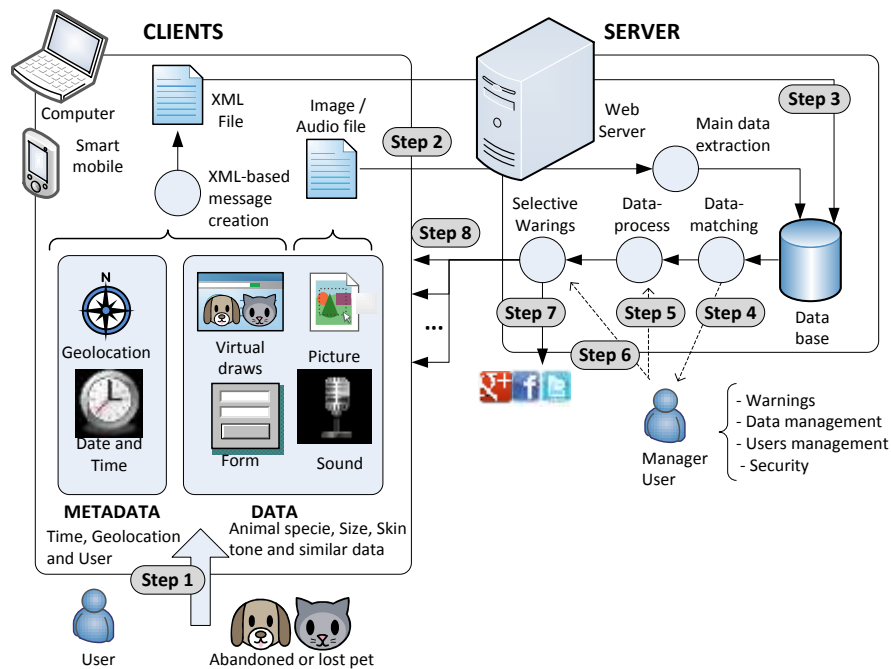 CLIENTS
SERVER
Computer
XML
File
Image /
Audio file
Step 2
Web
Server
Step 3
Main data
extraction
Smart
mobile
XML-based
message
creation
Selective
Warings
Data-
process
Data-
matching
Step 8
N
Geolocation
Virtual
draws
Picture
...
Step 7
Step 5
Step 4
Data
base
Step 6
Date and
Time
Form
Sound
g+
f
t
Manager
User
- Warnings
- Data management
- Users management
- Security
METADATA
Time, Geolocation
and User
DATA
Animal specie, Size, Skin
tone and similar data
Step 1
User
Abandoned or lost pet